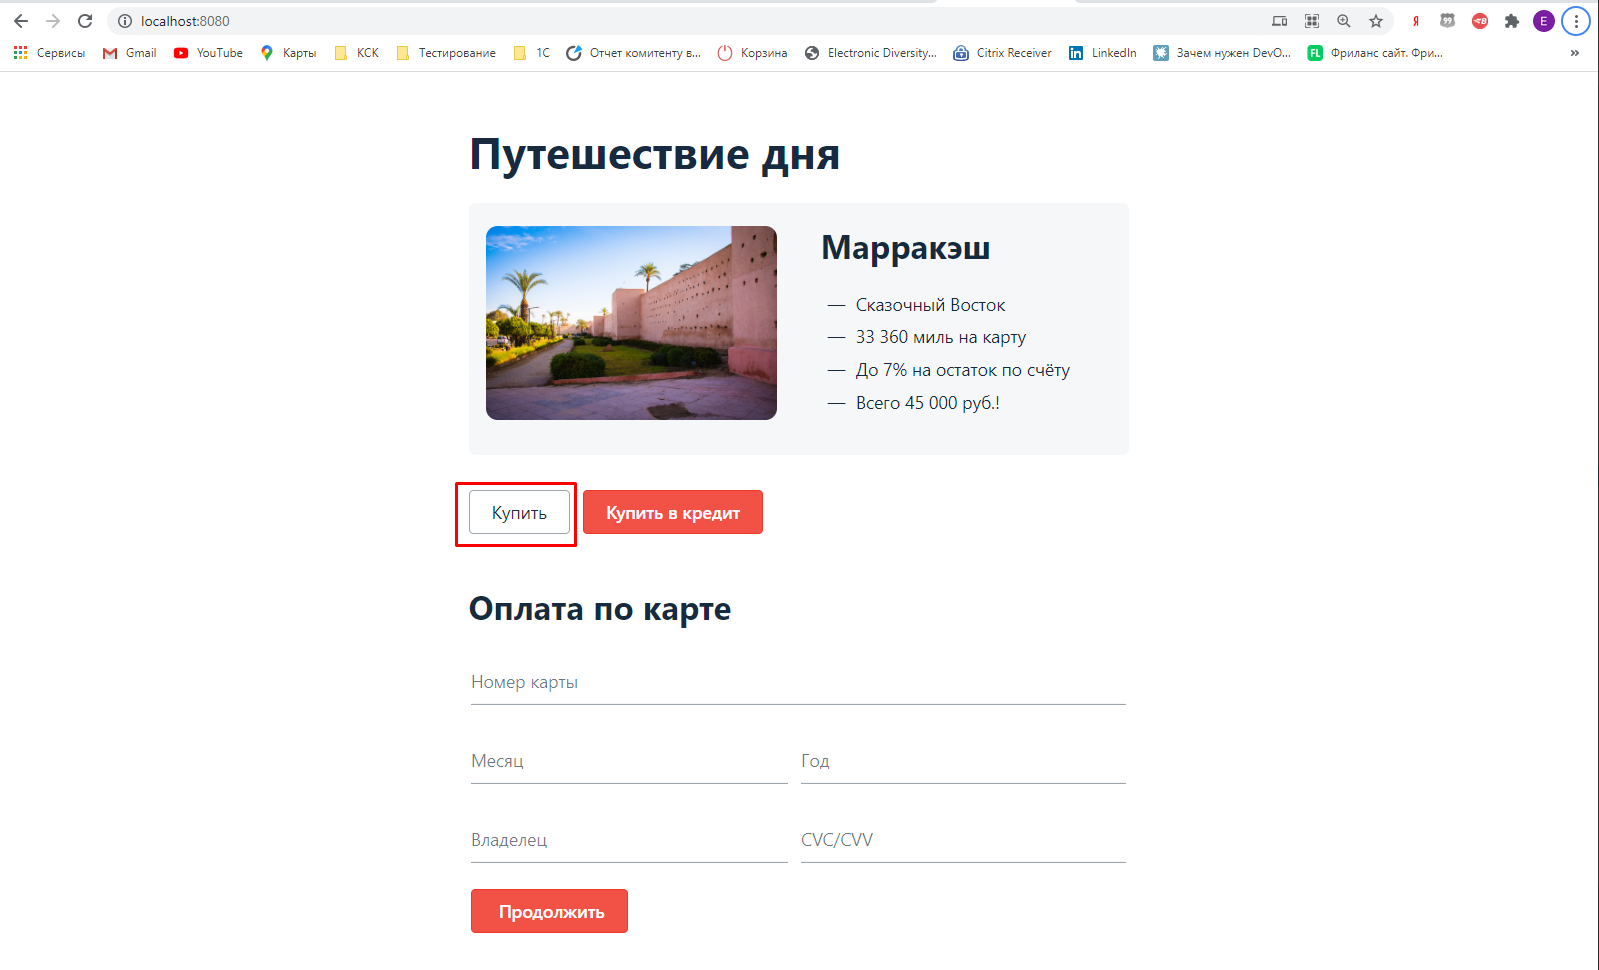 localhost:8080
Я 99 E
Сервисы Gmail YouTube Карты КСК Тестирование 1С Отчет комитенту в... Корзина Electronic Diversity... Citrix Receiver in LinkedIn Зачем нужен DevO... FL Фриланс сайт. Фри... »
Путешествие дня
Марракэш
— Сказочный Восток
— 33 360 миль на карту
— До 7% на остаток по счёту
— Всего 45 000 руб.!
Купить Купить в кредит
Оплата по карте
Номер карты
Месяц Год
Владелец CVC/CVV
Продолжить